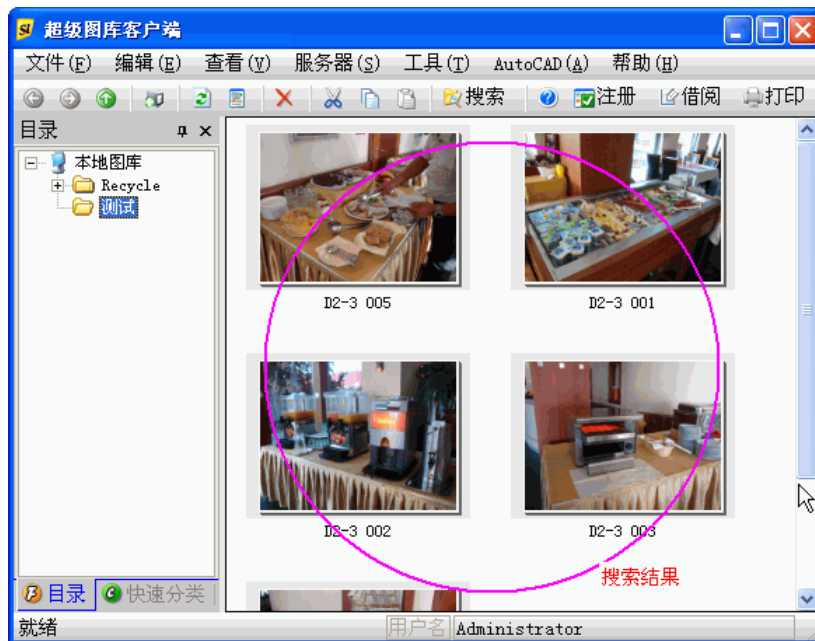 超级图库客户端
文件(F) 编辑(E) 查看(V) 服务器(S) 工具(T) AutoCAD(A) 帮助(H)
搜索 注册 借阅 打印
目录
本地图库
Recycle
测试
D2-3 005 D2-3 001
D2-3 002 D2-3 003
搜索结果
目录 快速分类
就绪 用户名 Administrator